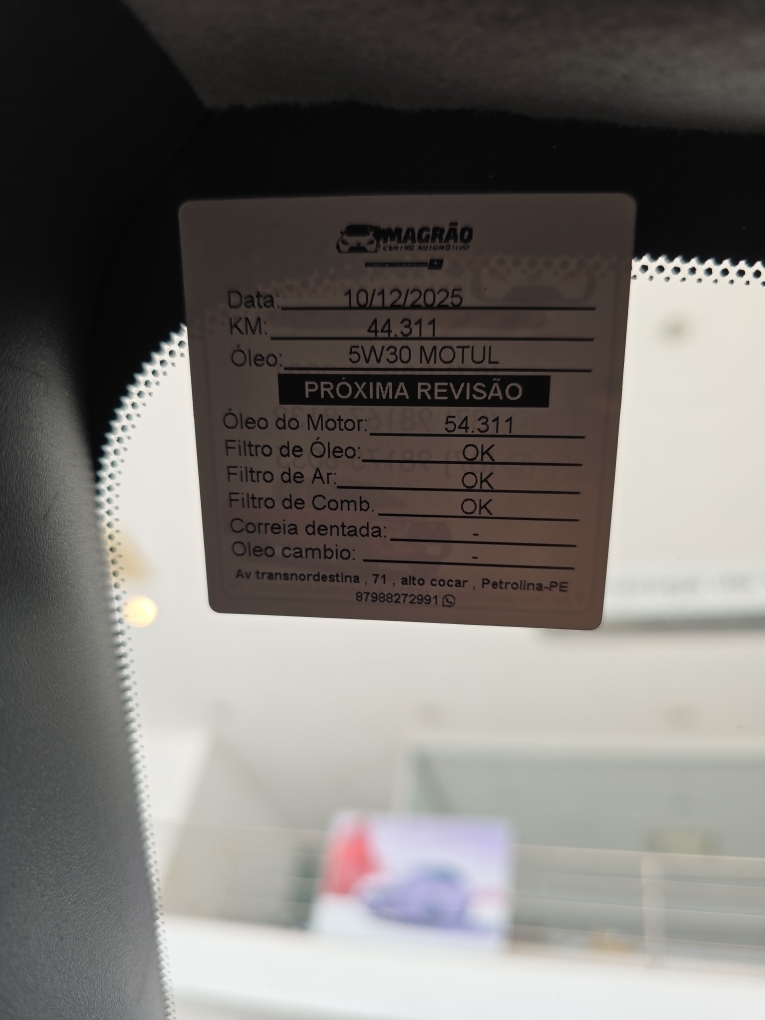 MAGRÃO
CENTRO AUTOMOTIVO
Data: 10/12/2025
KM: 44.311
Óleo: 5W30 MOTUL
PRÓXIMA REVISÃO
Óleo do Motor: 54.311
Filtro de Óleo: OK
Filtro de Ar: OK
Filtro de Comb. OK
Correia dentada: -
Oleo cambio: -
Av transnordestina , 71 , alto cocar , Petrolina-PE
87988272991